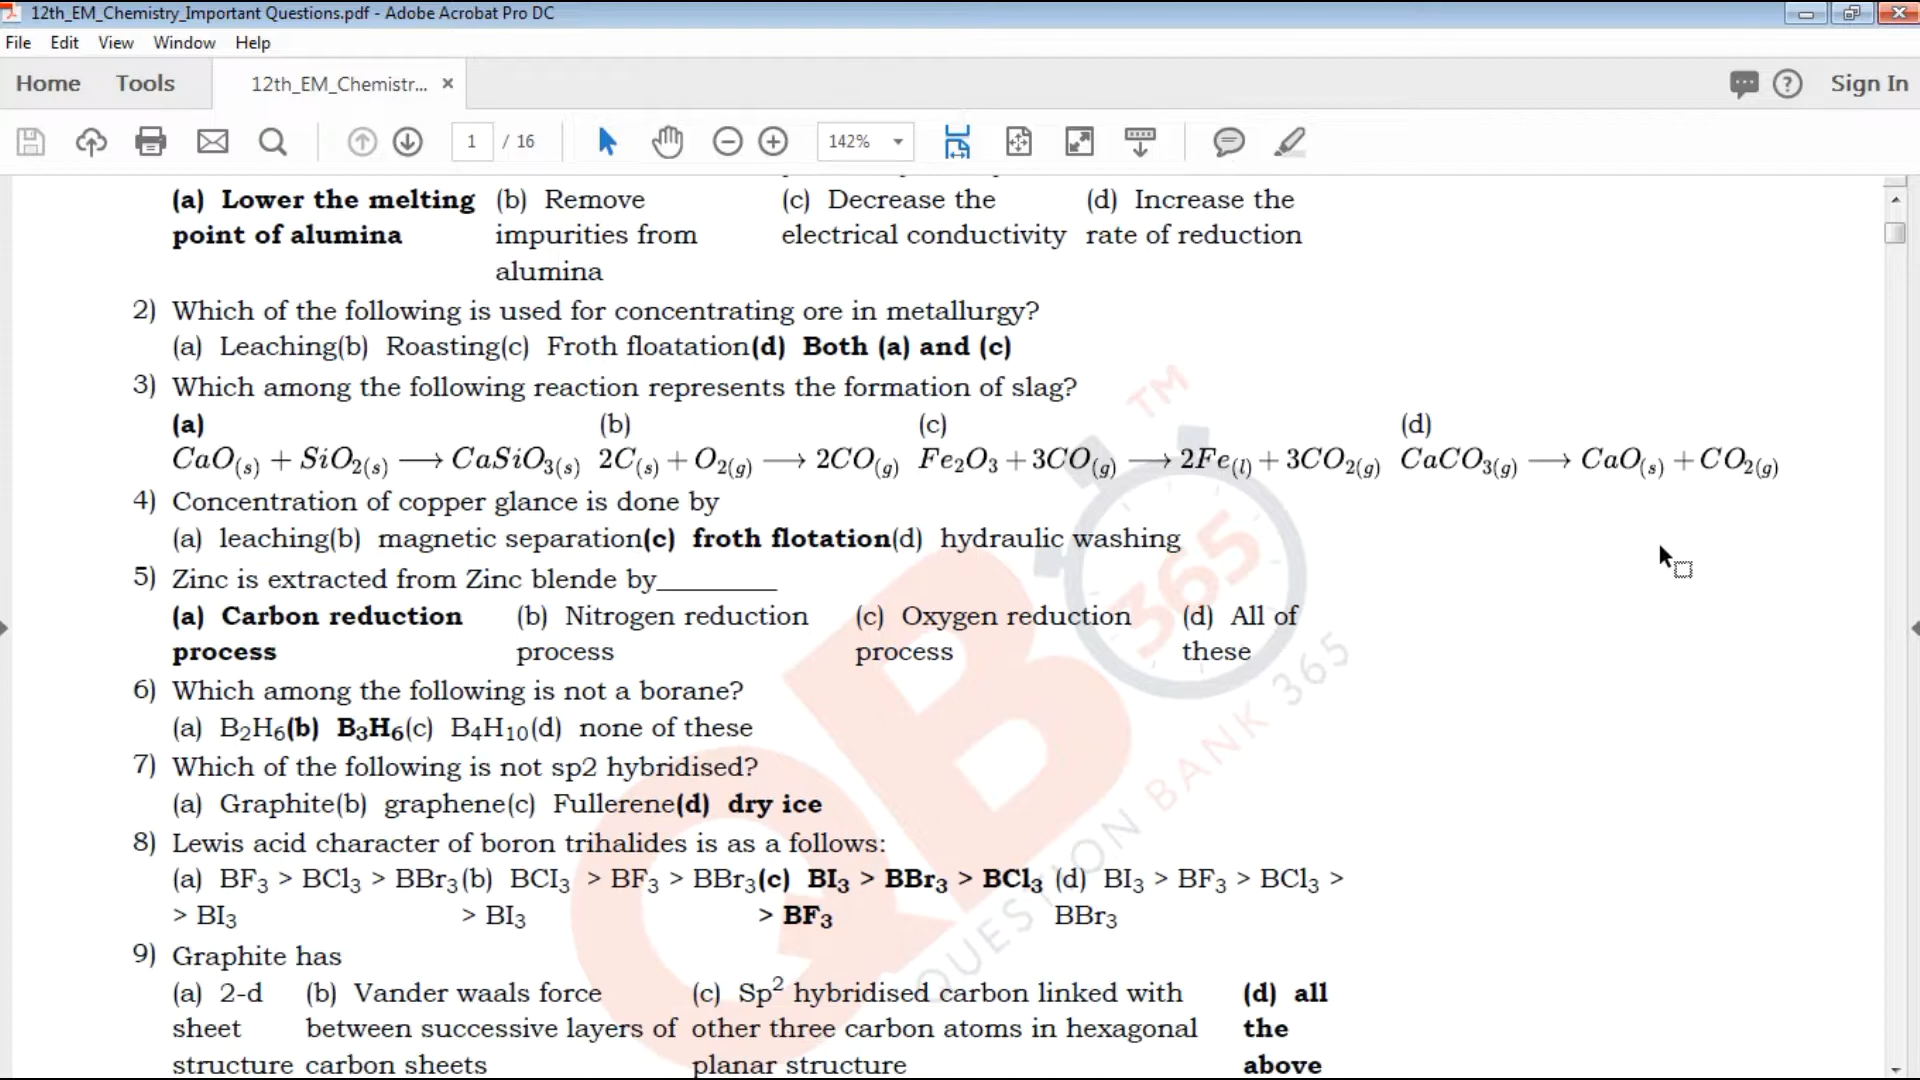 12th_EM_Chemistry_Important Questions.pdf - Adobe Acrobat Pro DC
File Edit View Window Help
Home Tools 12th_EM_Chemistr... × Sign In
1 / 16 142%
(a) Lower the melting (b) Remove (c) Decrease the (d) Increase the
point of alumina impurities from electrical conductivity rate of reduction
alumina
2) Which of the following is used for concentrating ore in metallurgy?
(a) Leaching(b) Roasting(c) Froth floatation(d) Both (a) and (c)
3) Which among the following reaction represents the formation of slag?
(a) (b) (c) (d)
CaO(s) + SiO2(s) ⟶ CaSiO3(s) 2C(s) + O2(g) ⟶ 2CO(g) Fe2O3 + 3CO(g) ⟶ 2Fe(l) + 3CO2(g) CaCO3(g) ⟶ CaO(s) + CO2(g)
4) Concentration of copper glance is done by
(a) leaching(b) magnetic separation(c) froth flotation(d) hydraulic washing
5) Zinc is extracted from Zinc blende by_________
(a) Carbon reduction (b) Nitrogen reduction (c) Oxygen reduction (d) All of
process process process these
6) Which among the following is not a borane?
(a) B2H6(b) B3H6(c) B4H10(d) none of these
7) Which of the following is not sp2 hybridised?
(a) Graphite(b) graphene(c) Fullerene(d) dry ice
8) Lewis acid character of boron trihalides is as a follows:
(a) BF3 > BCl3 > BBr3(b) BCI3 > BF3 > BBr3(c) BI3 > BBr3 > BCl3 (d) BI3 > BF3 > BCl3 >
> BI3 > BI3 > BF3 BBr3
9) Graphite has
(a) 2-d (b) Vander waals force (c) Sp2 hybridised carbon linked with (d) all
sheet between successive layers of other three carbon atoms in hexagonal the
structure carbon sheets planar structure above
QB365
TM
QUESTION BANK 365